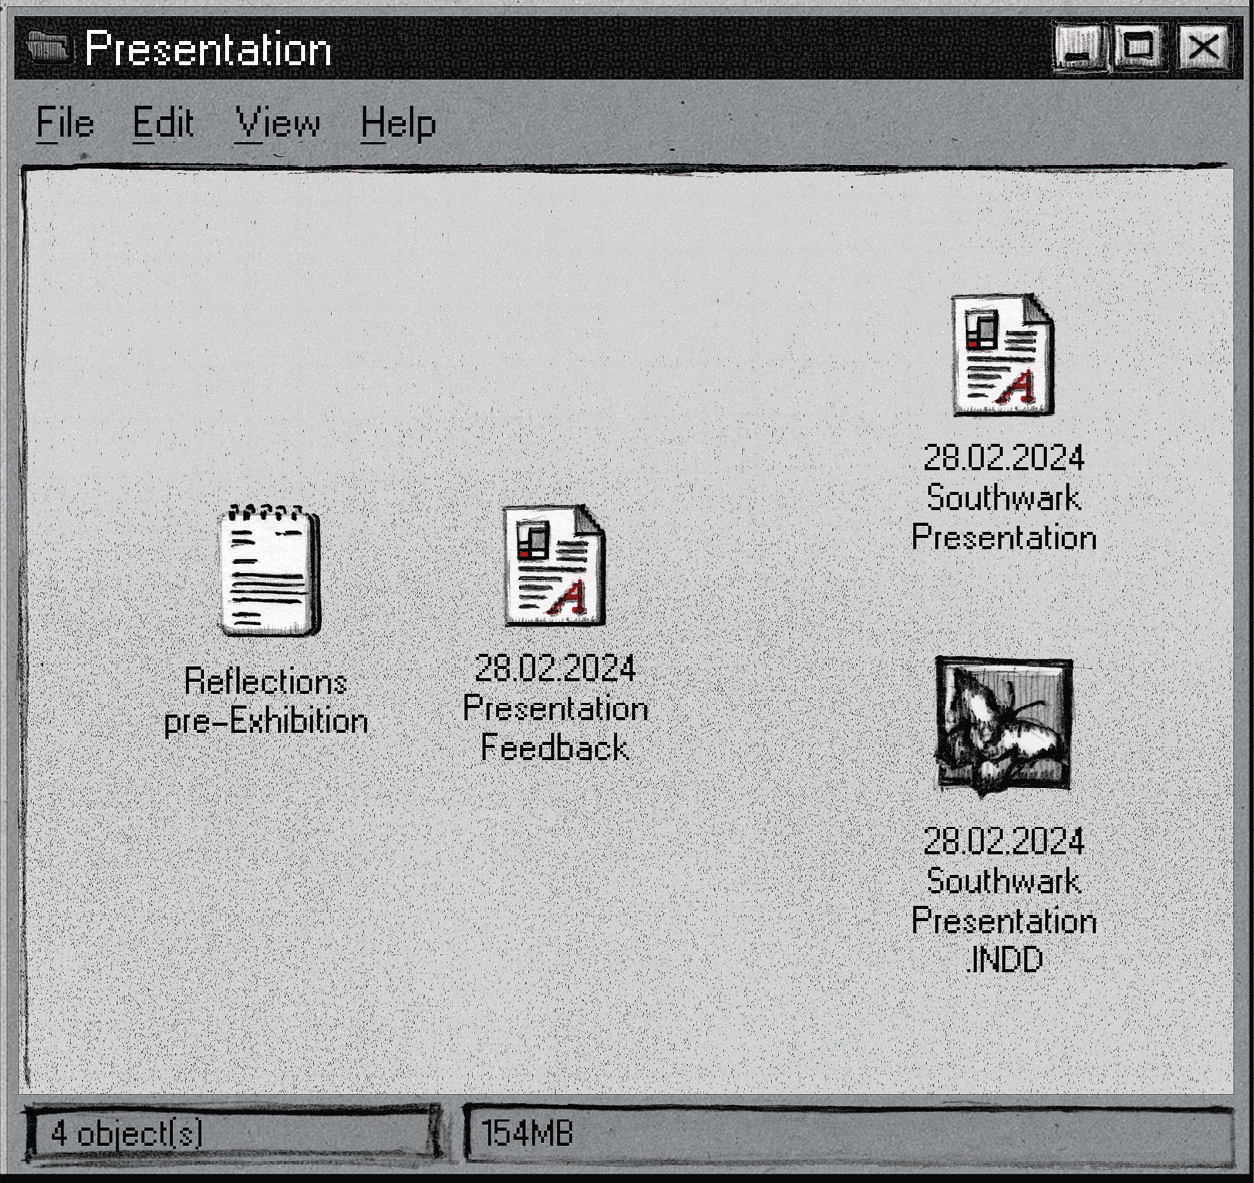 Presentation
File Edit View Help
28.02.2024
Southwark
Presentation
Reflections
pre-Exhibition
28.02.2024
Presentation
Feedback
28.02.2024
Southwark
Presentation
.INDD
4 object(s)
154MB